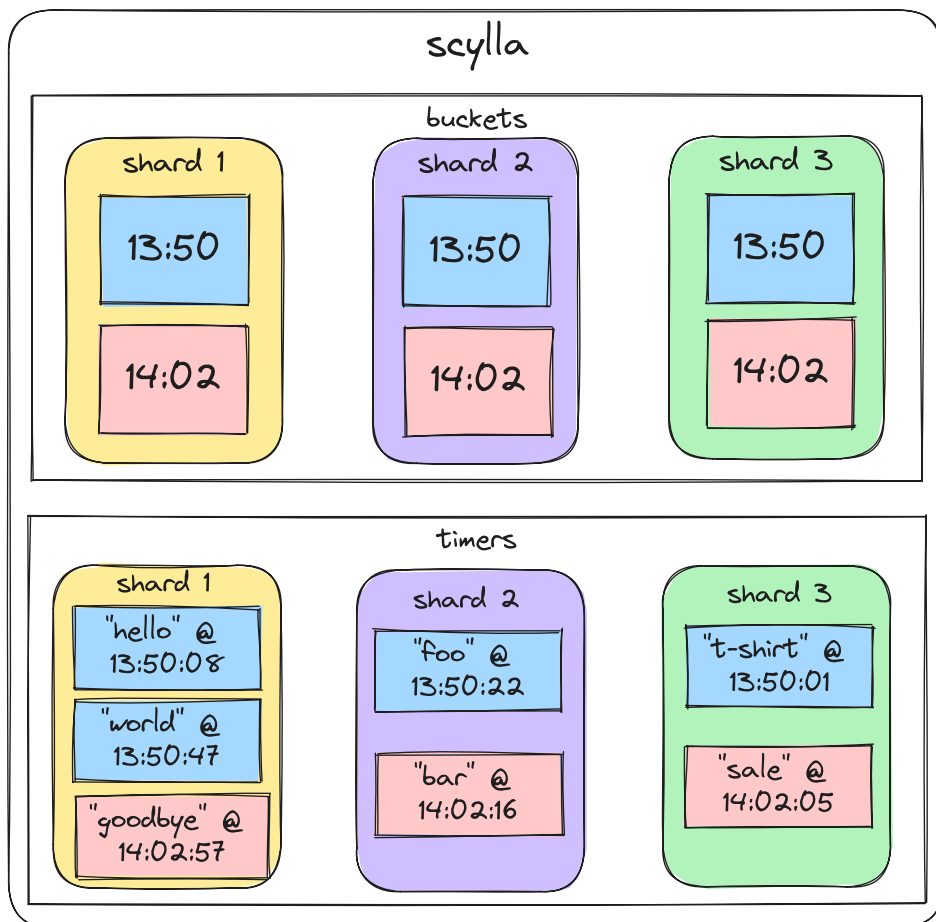 scylla
buckets
shard 1
13:50
14:02
shard 2
13:50
14:02
shard 3
13:50
14:02
timers
shard 1
"hello" @
13:50:08
"world" @
13:50:47
"goodbye" @
14:02:57
shard 2
"foo" @
13:50:22
"bar" @
14:02:16
shard 3
"t-shirt" @
13:50:01
"sale" @
14:02:05